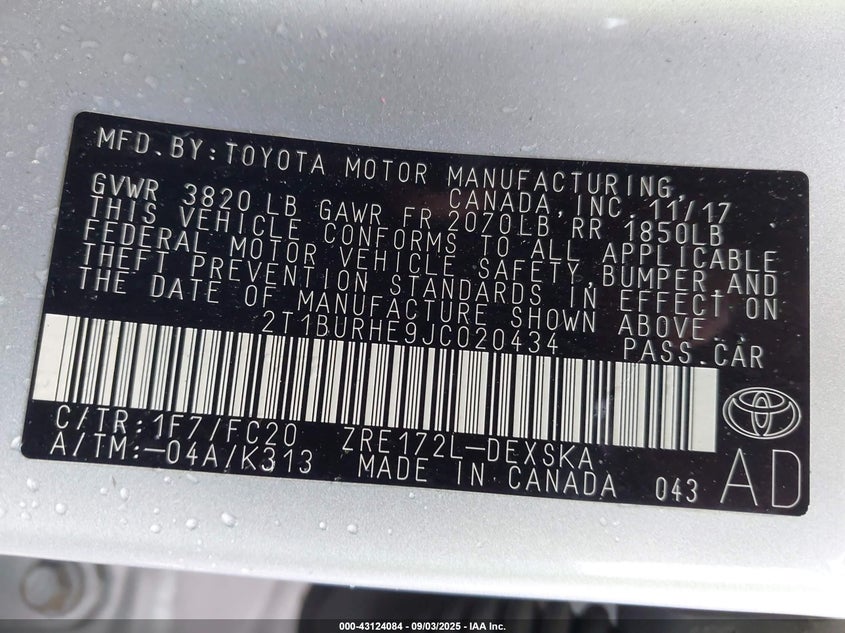 MFD.BY:TOYOTA MOTOR MANUFACTURING,
CANADA, INC. 11/17
GVWR 3820 LB GAWR FR 2070LB RR 1850LB
THIS VEHICLE CONFORMS TO ALL APPLICABLE
FEDERAL MOTOR VEHICLE SAFETY,BUMPER,AND
THEFT PREVENTION STANDARDS IN EFFECT ON
THE DATE OF MANUFACTURE SHOWN ABOVE
2T1BURHE9JC020434 PASS.CAR
C/TR:1F7/FC20 ZRE172L-DEXSKA
A/TM:-04A/K313 MADE IN CANADA 043 AD
000-43124084 - 09/03/2025 - IAA Inc.